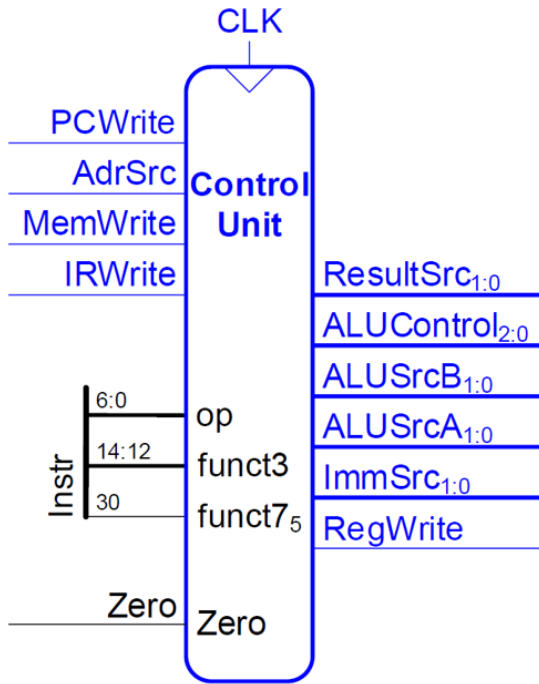 CLK
PCWrite
AdrSrc
MemWrite
IRWrite
Control
Unit
ResultSrc1:0
ALUControl2:0
ALUSrcB1:0
ALUSrcA1:0
ImmSrc1:0
RegWrite
Instr
6:0
op
14:12
funct3
30
funct75
Zero
Zero